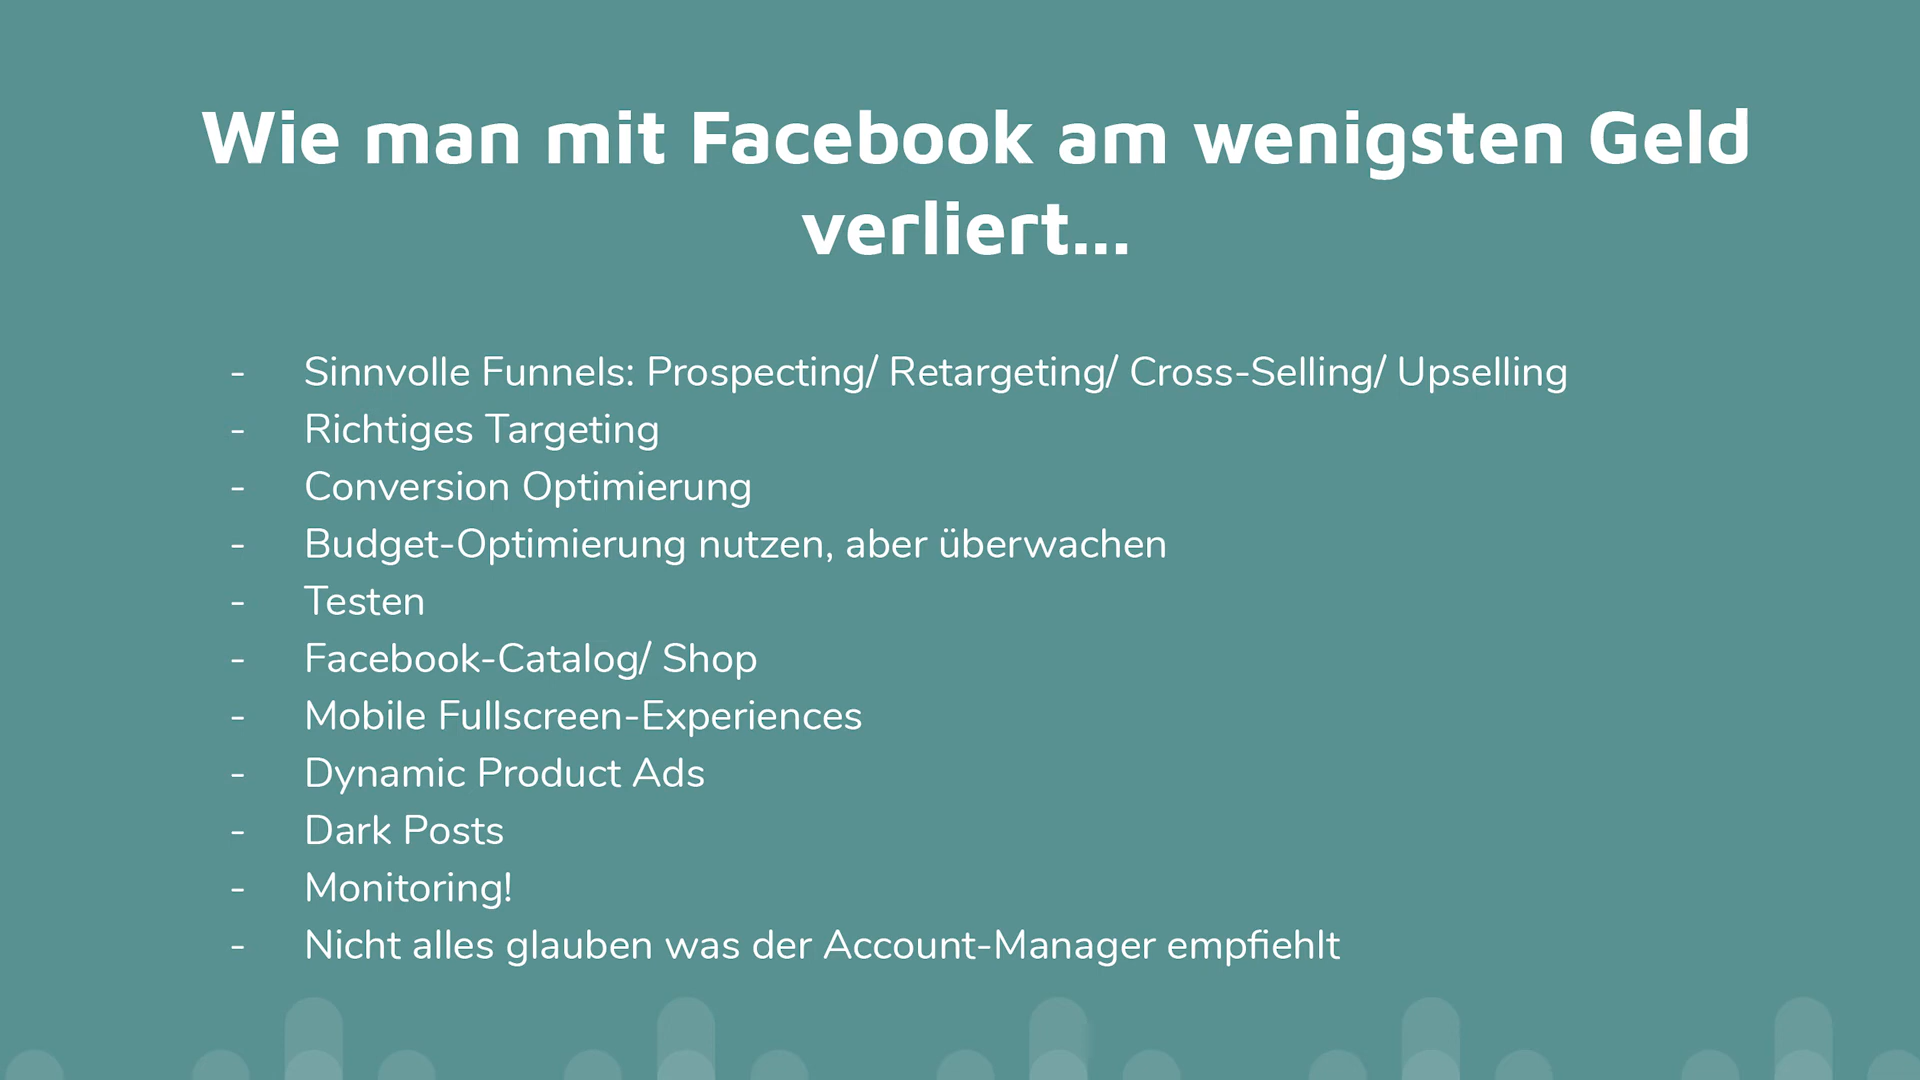 Wie man mit Facebook am wenigsten Geld
verliert...
- Sinnvolle Funnels: Prospecting/ Retargeting/ Cross-Selling/ Upselling
- Richtiges Targeting
- Conversion Optimierung
- Budget-Optimierung nutzen, aber überwachen
- Testen
- Facebook-Catalog/ Shop
- Mobile Fullscreen-Experiences
- Dynamic Product Ads
- Dark Posts
- Monitoring!
- Nicht alles glauben was der Account-Manager empfiehlt